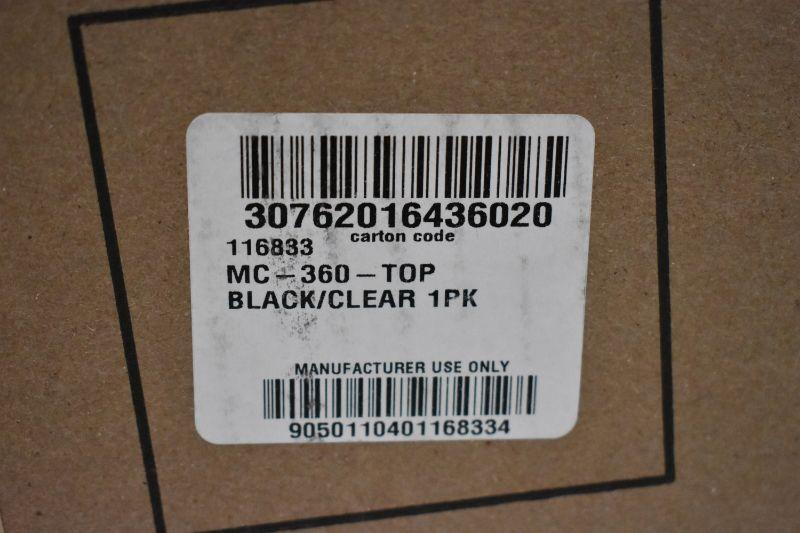 30762016436020
carton code
116833
MC-360-TOP
BLACK/CLEAR 1PK
MANUFACTURER USE ONLY
9050110401168334